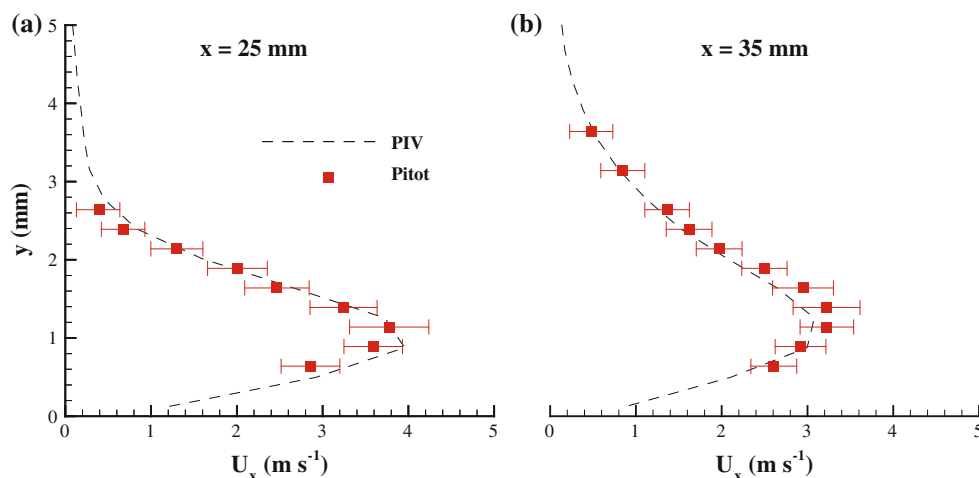 (a)
x = 25 mm
5
4
3
2
1
0
y (mm)
PIV
Pitot
0 1 2 3 4 5
U_x (m s⁻¹)
(b)
x = 35 mm
0 1 2 3 4 5
U_x (m s⁻¹)